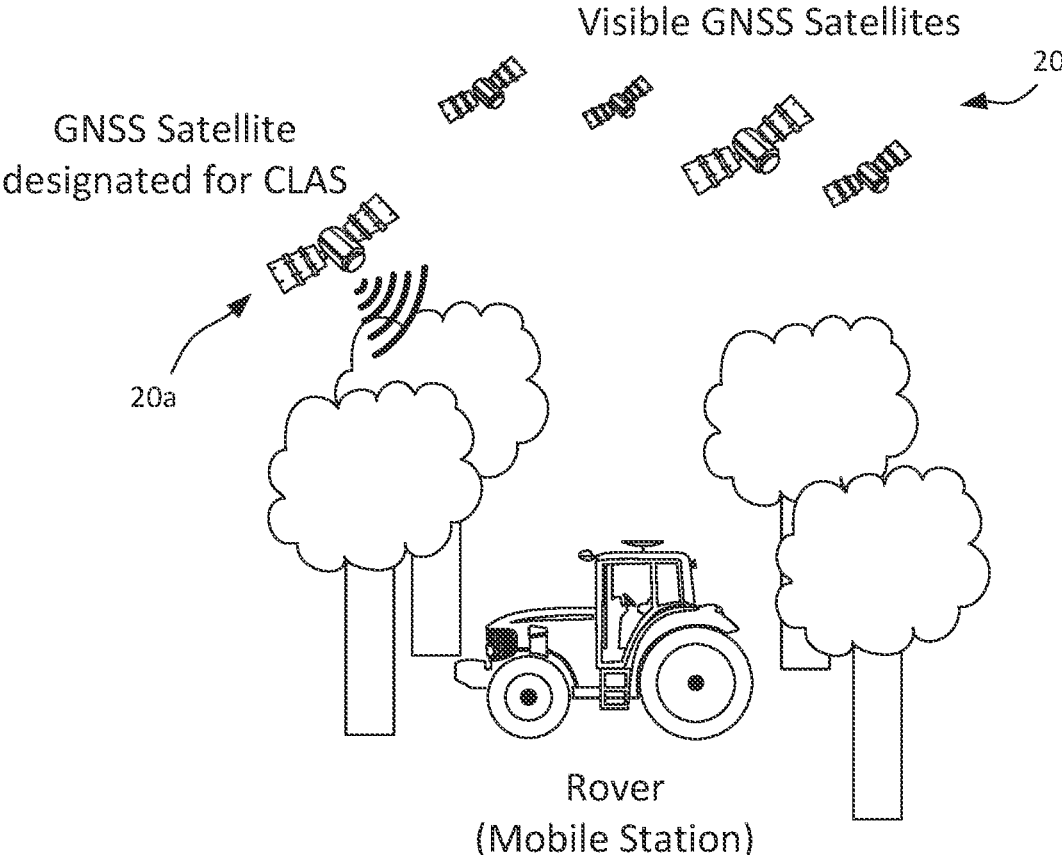 Visible GNSS Satellites
20
GNSS Satellite
designated for CLAS
20a
Rover
(Mobile Station)